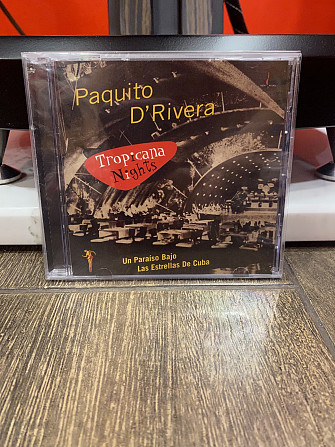 Paquito
D'Rivera
Tropicana
Nights
Un Paraiso Bajo
Las Estrellas De Cuba